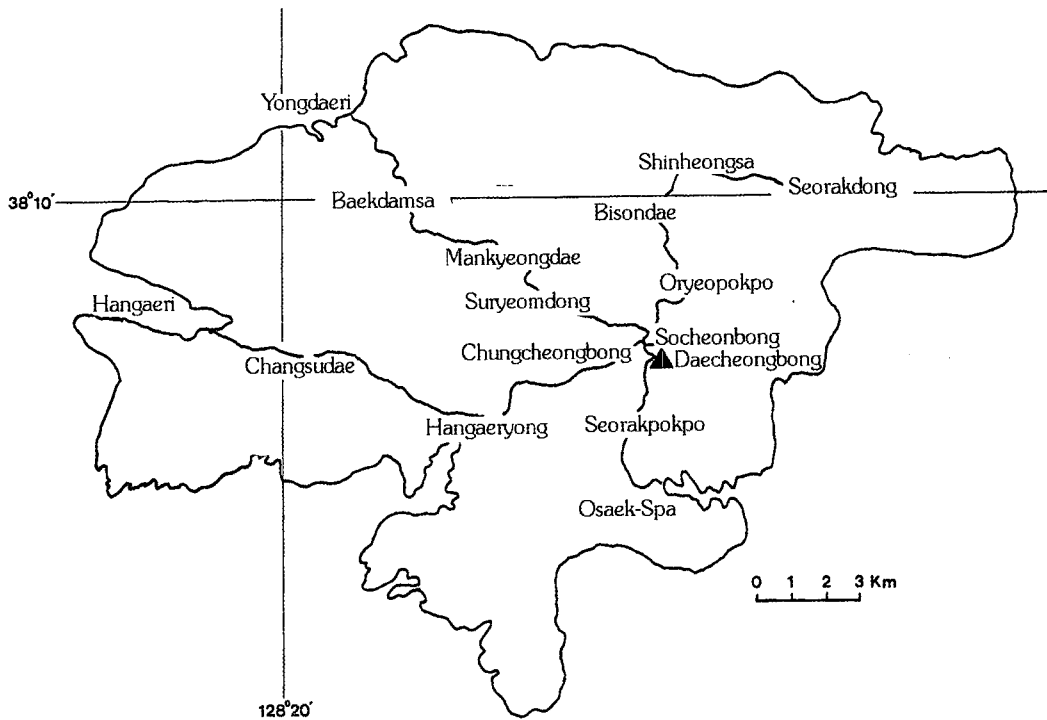 Yongdaeri
Shinheongsa
Seorakdong
38°10'
Baekdamsa
Bisondae
Mankyeongdae
Oryeopokpo
Hangaeri
Suryeomdong
Socheonbong
Chungcheongbong
Daecheongbong
Changsudae
Hangaeryong
Seorakpokpo
Osaek-Spa
0 1 2 3 Km
128°20'